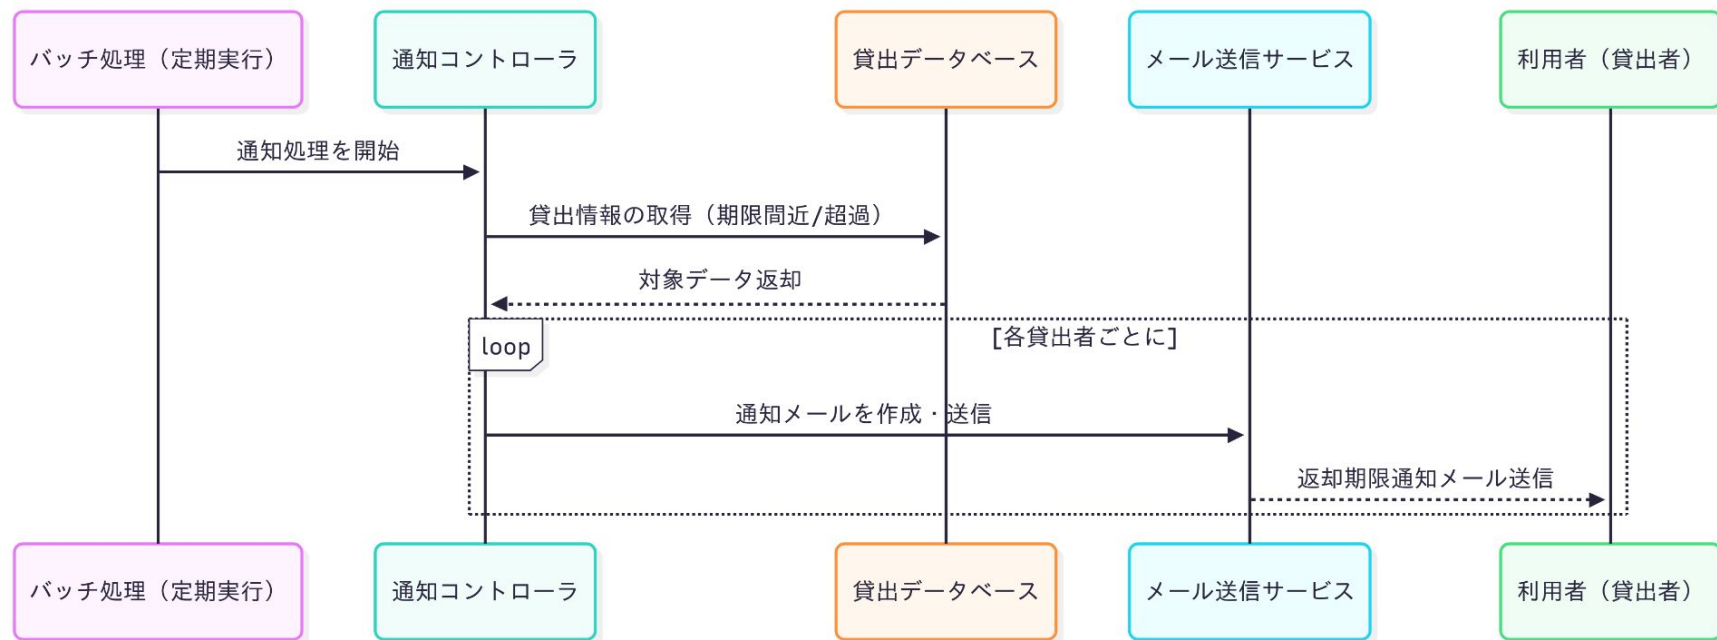 バッチ処理（定期実行）
通知コントローラ
貸出データベース
メール送信サービス
利用者（貸出者）
通知処理を開始
貸出情報の取得（期限間近/超過）
対象データ返却
loop
[各貸出者ごとに]
通知メールを作成・送信
返却期限通知メール送信
バッチ処理（定期実行）
通知コントローラ
貸出データベース
メール送信サービス
利用者（貸出者）